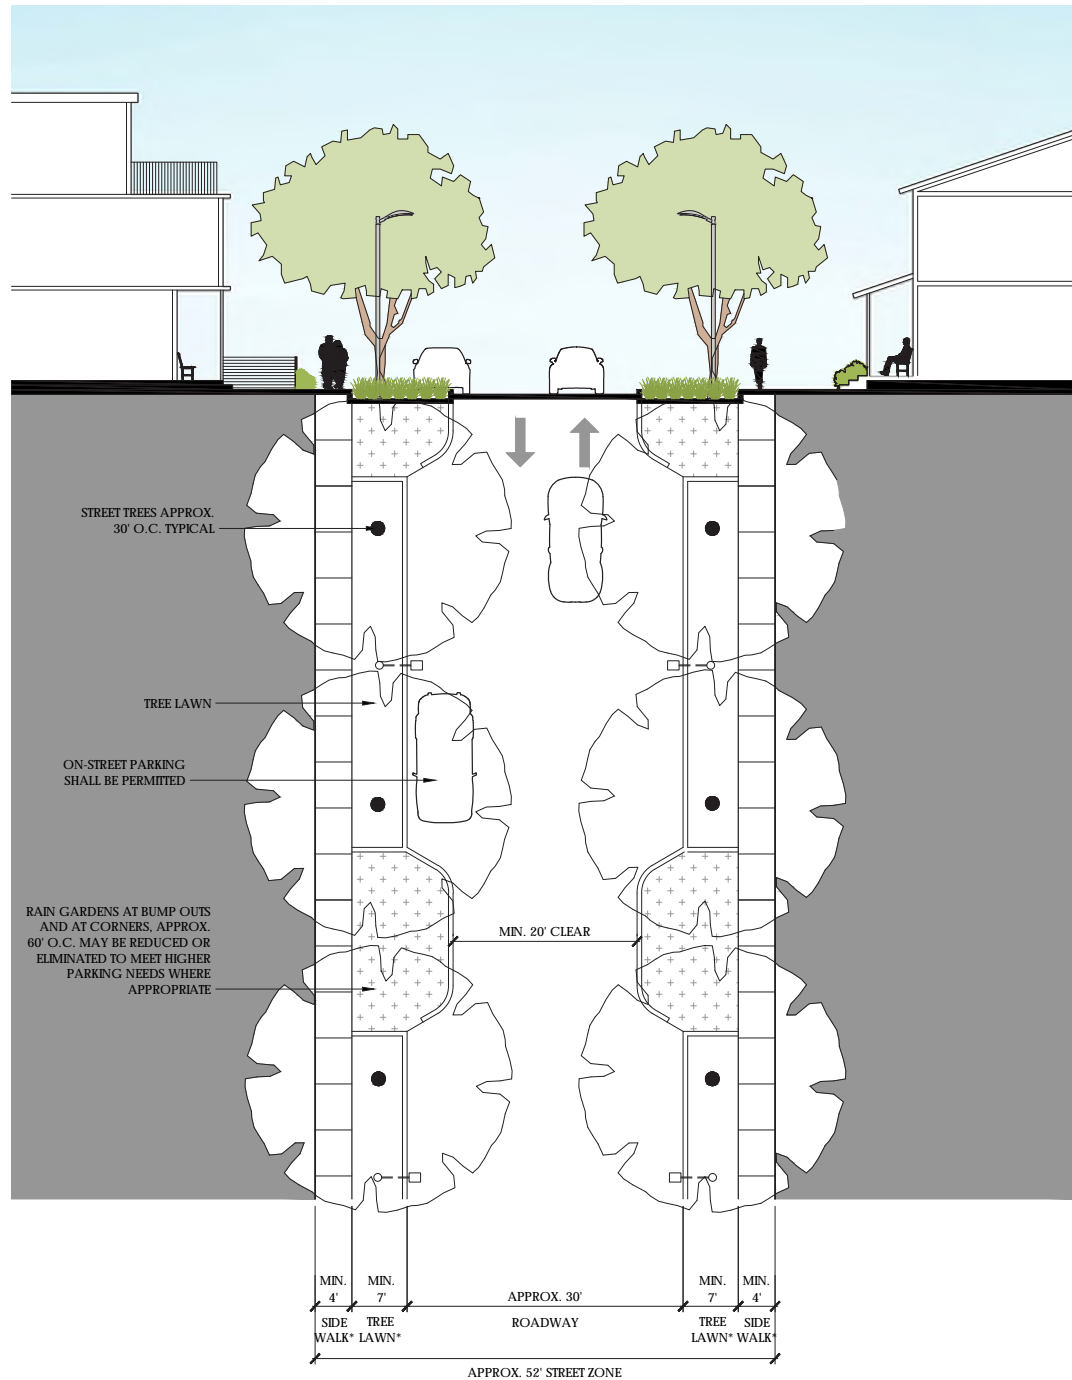 STREET TREES APPROX.
30' O.C. TYPICAL
TREE LAWN
ON-STREET PARKING
SHALL BE PERMITTED
RAIN GARDENS AT BUMP OUTS
AND AT CORNERS, APPROX.
60' O.C. MAY BE REDUCED OR
ELIMINATED TO MEET HIGHER
PARKING NEEDS WHERE
APPROPRIATE
MIN. 20' CLEAR
MIN.
4'
SIDE
WALK*
MIN.
7'
TREE
LAWN*
APPROX. 30'
ROADWAY
MIN.
7'
TREE
LAWN*
MIN.
4'
SIDE
WALK*
APPROX. 52' STREET ZONE